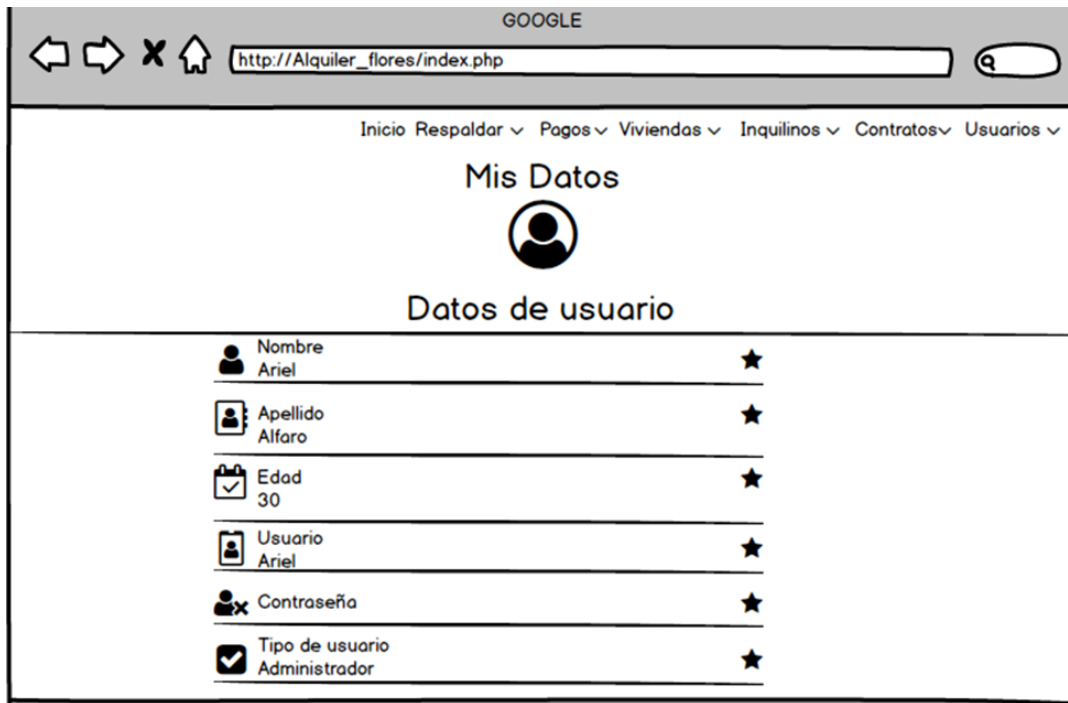 GOOGLE
http://Alquiler_flores/index.php
Inicio Respaldar Pagos Viviendas Inquilinos Contratos Usuarios
Mis Datos
Datos de usuario
Nombre
Ariel
Apellido
Alfaro
Edad
30
Usuario
Ariel
Contraseña
Tipo de usuario
Administrador